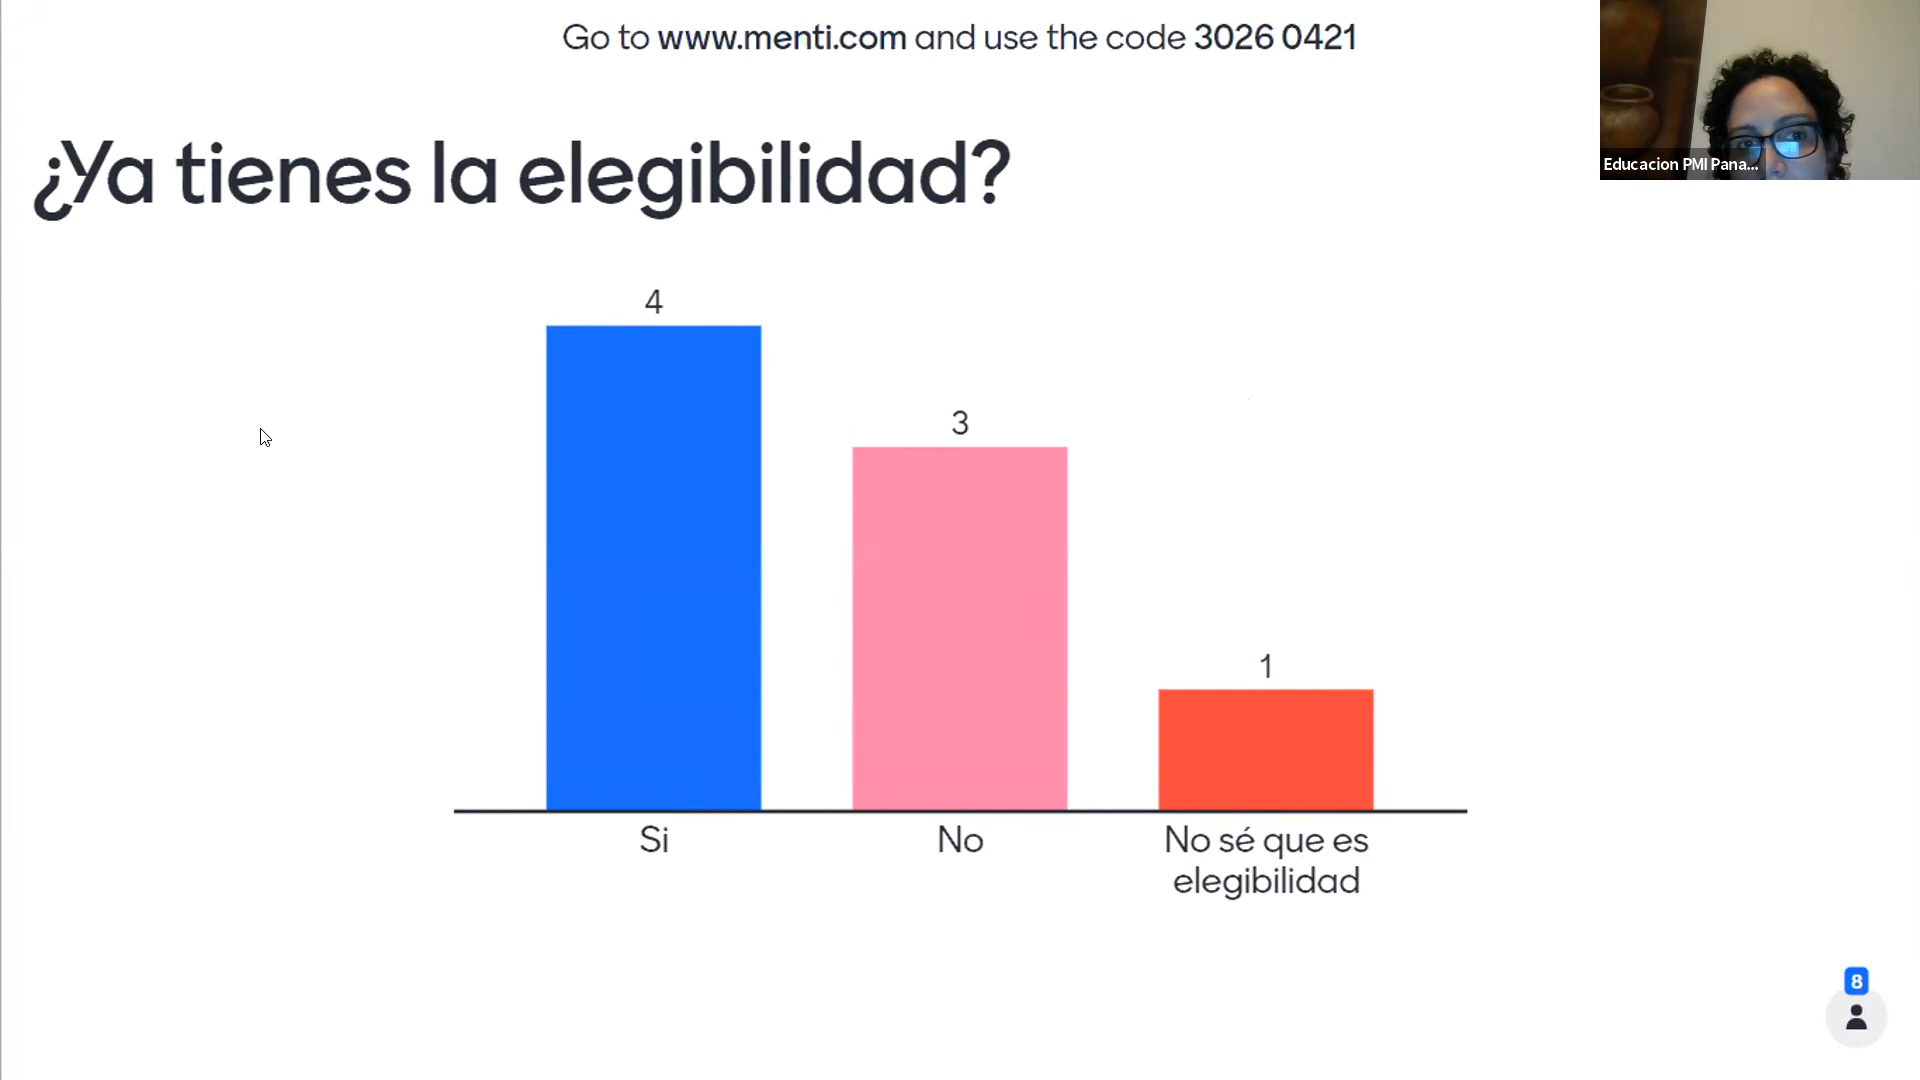 Go to www.menti.com and use the code 3026 0421
Educacion PMI Pana...
¿Ya tienes la elegibilidad?
4
3
1
Si
No
No sé que es
elegibilidad
8